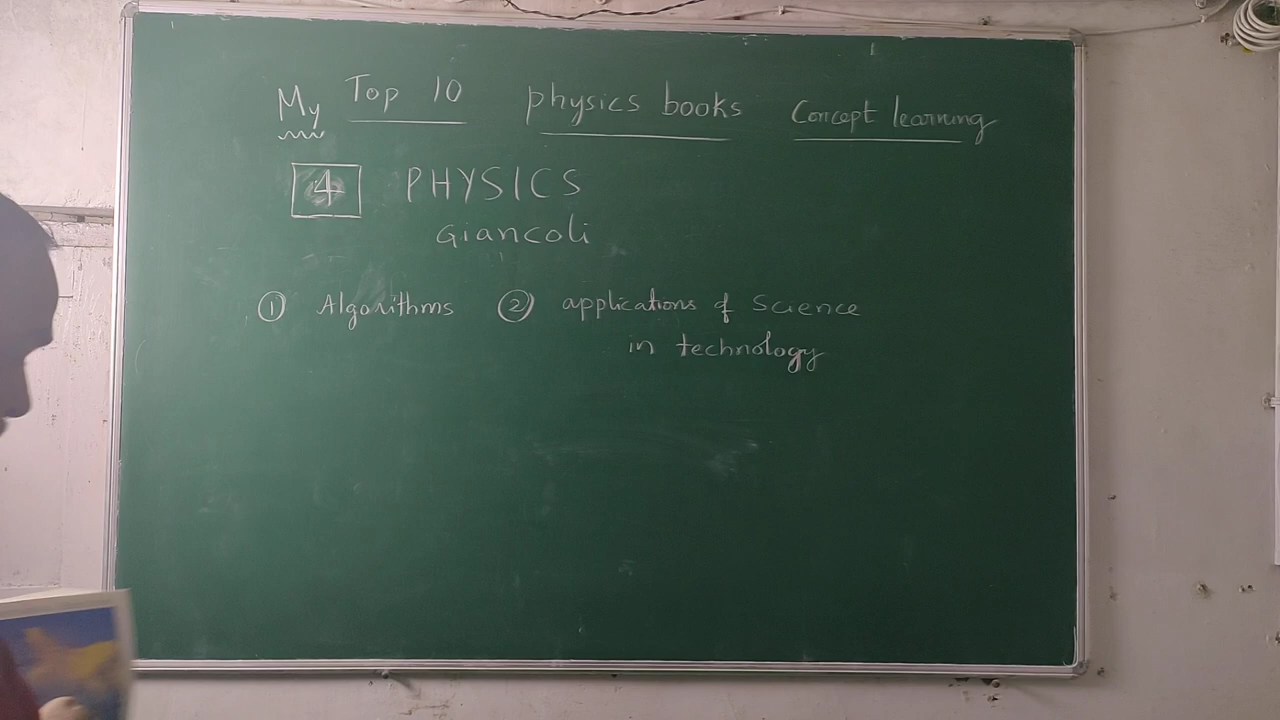 My Top 10 physics books Concept learning
4 PHYSICS
Giancoli
1 Algorithms 2 applications of Science
in technology